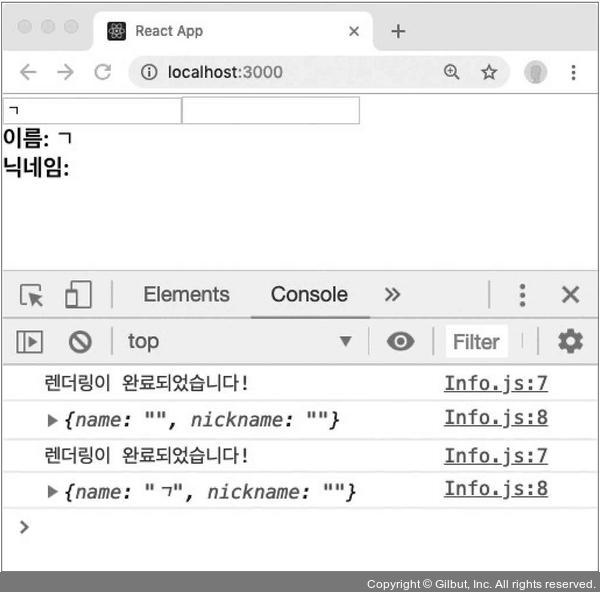 React App
localhost:3000
ㄱ
이름: ㄱ
닉네임:
Elements Console
top Filter
렌더링이 완료되었습니다! Info.js:7
{name: "", nickname: ""} Info.js:8
렌더링이 완료되었습니다! Info.js:7
{name: "ㄱ", nickname: ""} Info.js:8
Copyright © Gilbut, Inc. All rights reserved.